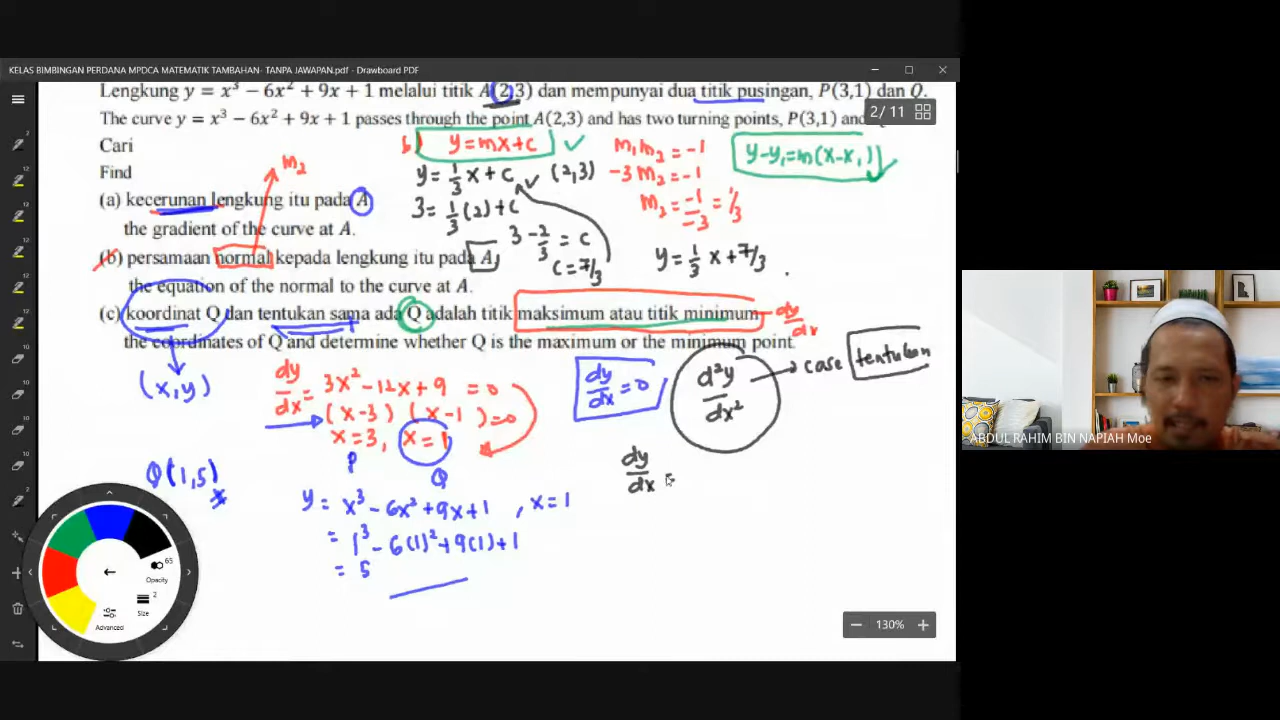 KELAS BIMBINGAN PERDANA MPDCA MATEMATIK TAMBAHAN- TANPA JAWAPAN.pdf - Drawboard PDF
Lengkung y = x³ − 6x² + 9x + 1 melalui titik A(2,3) dan mempunyai dua titik pusingan, P(3,1) dan Q.
2/11
The curve y = x³ − 6x² + 9x + 1 passes through the point A(2,3) and has two turning points, P(3,1) and
Cari
Find
(a) kecerunan lengkung itu pada A
the gradient of the curve at A.
(b) persamaan normal kepada lengkung itu pada A,
the equation of the normal to the curve at A.
(c) koordinat Q dan tentukan sama ada Q adalah titik maksimum atau titik minimum
the coordinates of Q and determine whether Q is the maximum or the minimum point.
m₂
b) y = mx + c
y = 1/3 x + c (2,3)
3 = 1/3 (2) + c
3 − 2/3 = c
c = 7/3
m₁m₂ = −1
−3 m₂ = −1
m₂ = −1/−3 = 1/3
y = 1/3 x + 7/3
y − y₁ = m(x − x₁)
dy/dx
(x, y)
dy/dx = 3x² − 12x + 9 = 0
(x − 3) (x − 1) = 0
x = 3, x = 1
P Q
dy/dx = 0
d²y/dx²
case tentukan
dy/dx
Q(1,5)
y = x³ − 6x² + 9x + 1 , x = 1
= 1³ − 6(1)² + 9(1) + 1
= 5
65
Opacity
2
Size
Advanced
130%
ABDUL RAHIM BIN NAPIAH Moe